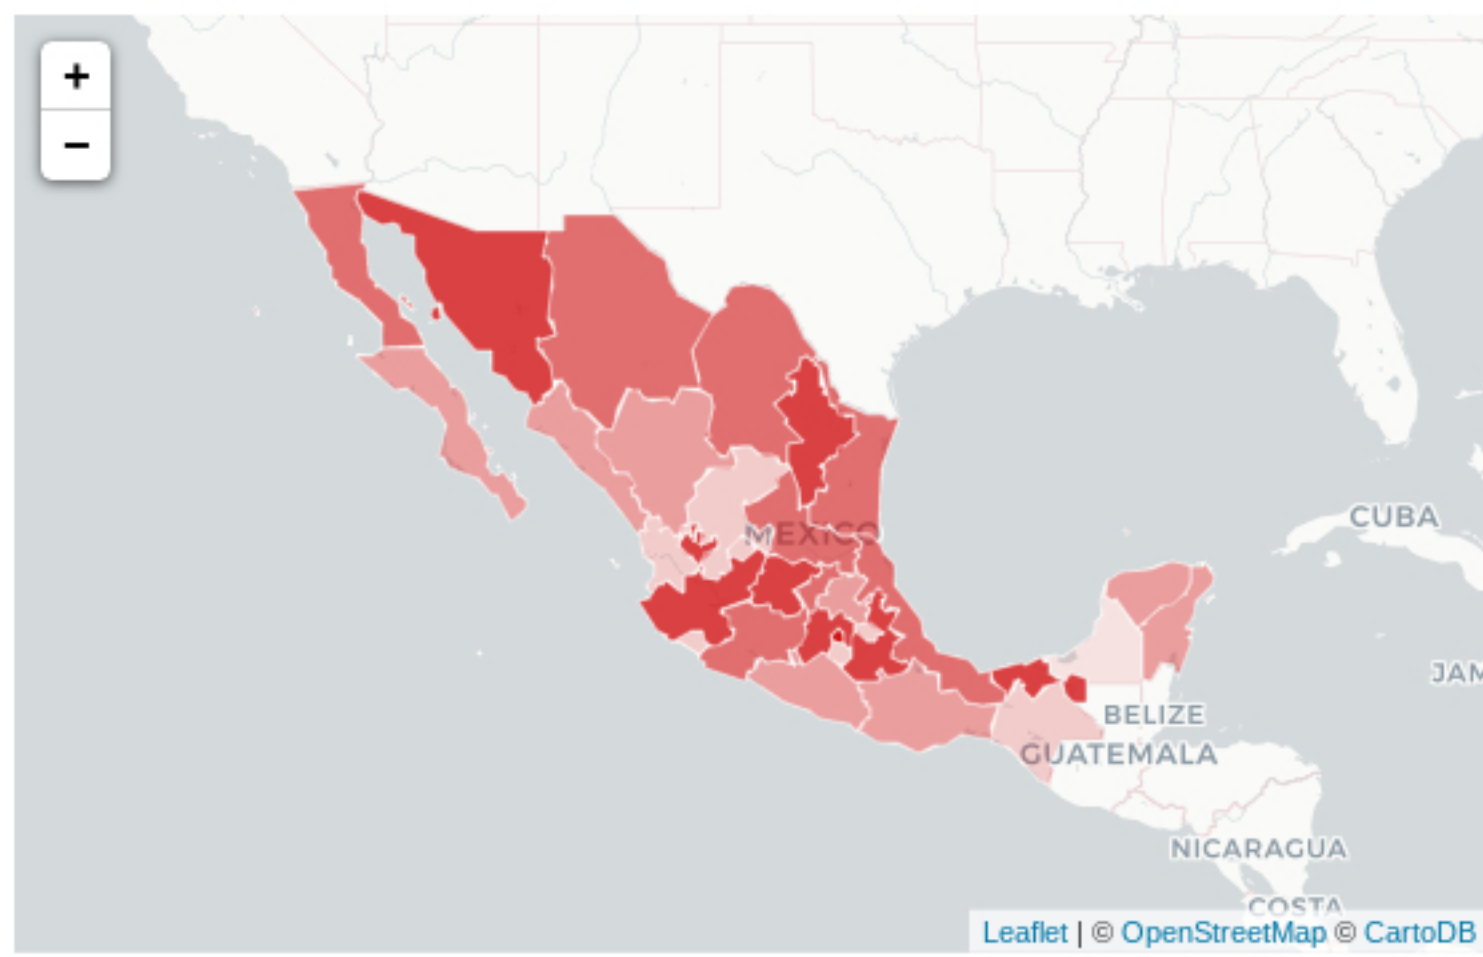 +
−
MEXICO
CUBA
JAM
BELIZE
GUATEMALA
NICARAGUA
COSTA
Leaflet | © OpenStreetMap © CartoDB